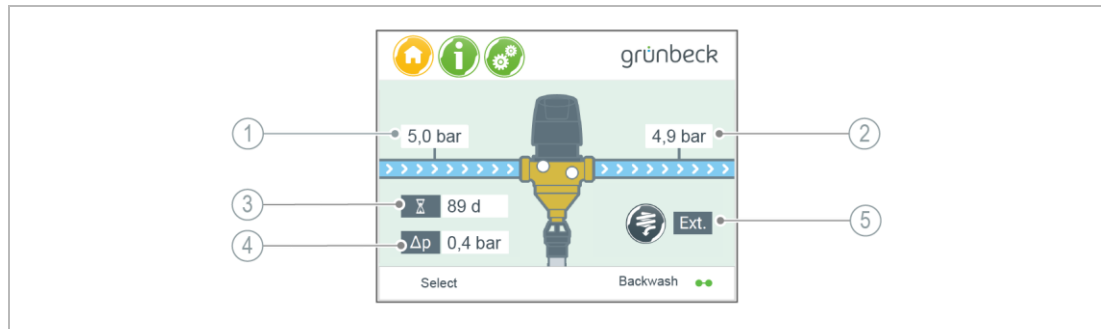 grünbeck
1 5,0 bar 4,9 bar 2
3 89 d
Ext. 5
4 Δp 0,4 bar
Select Backwash